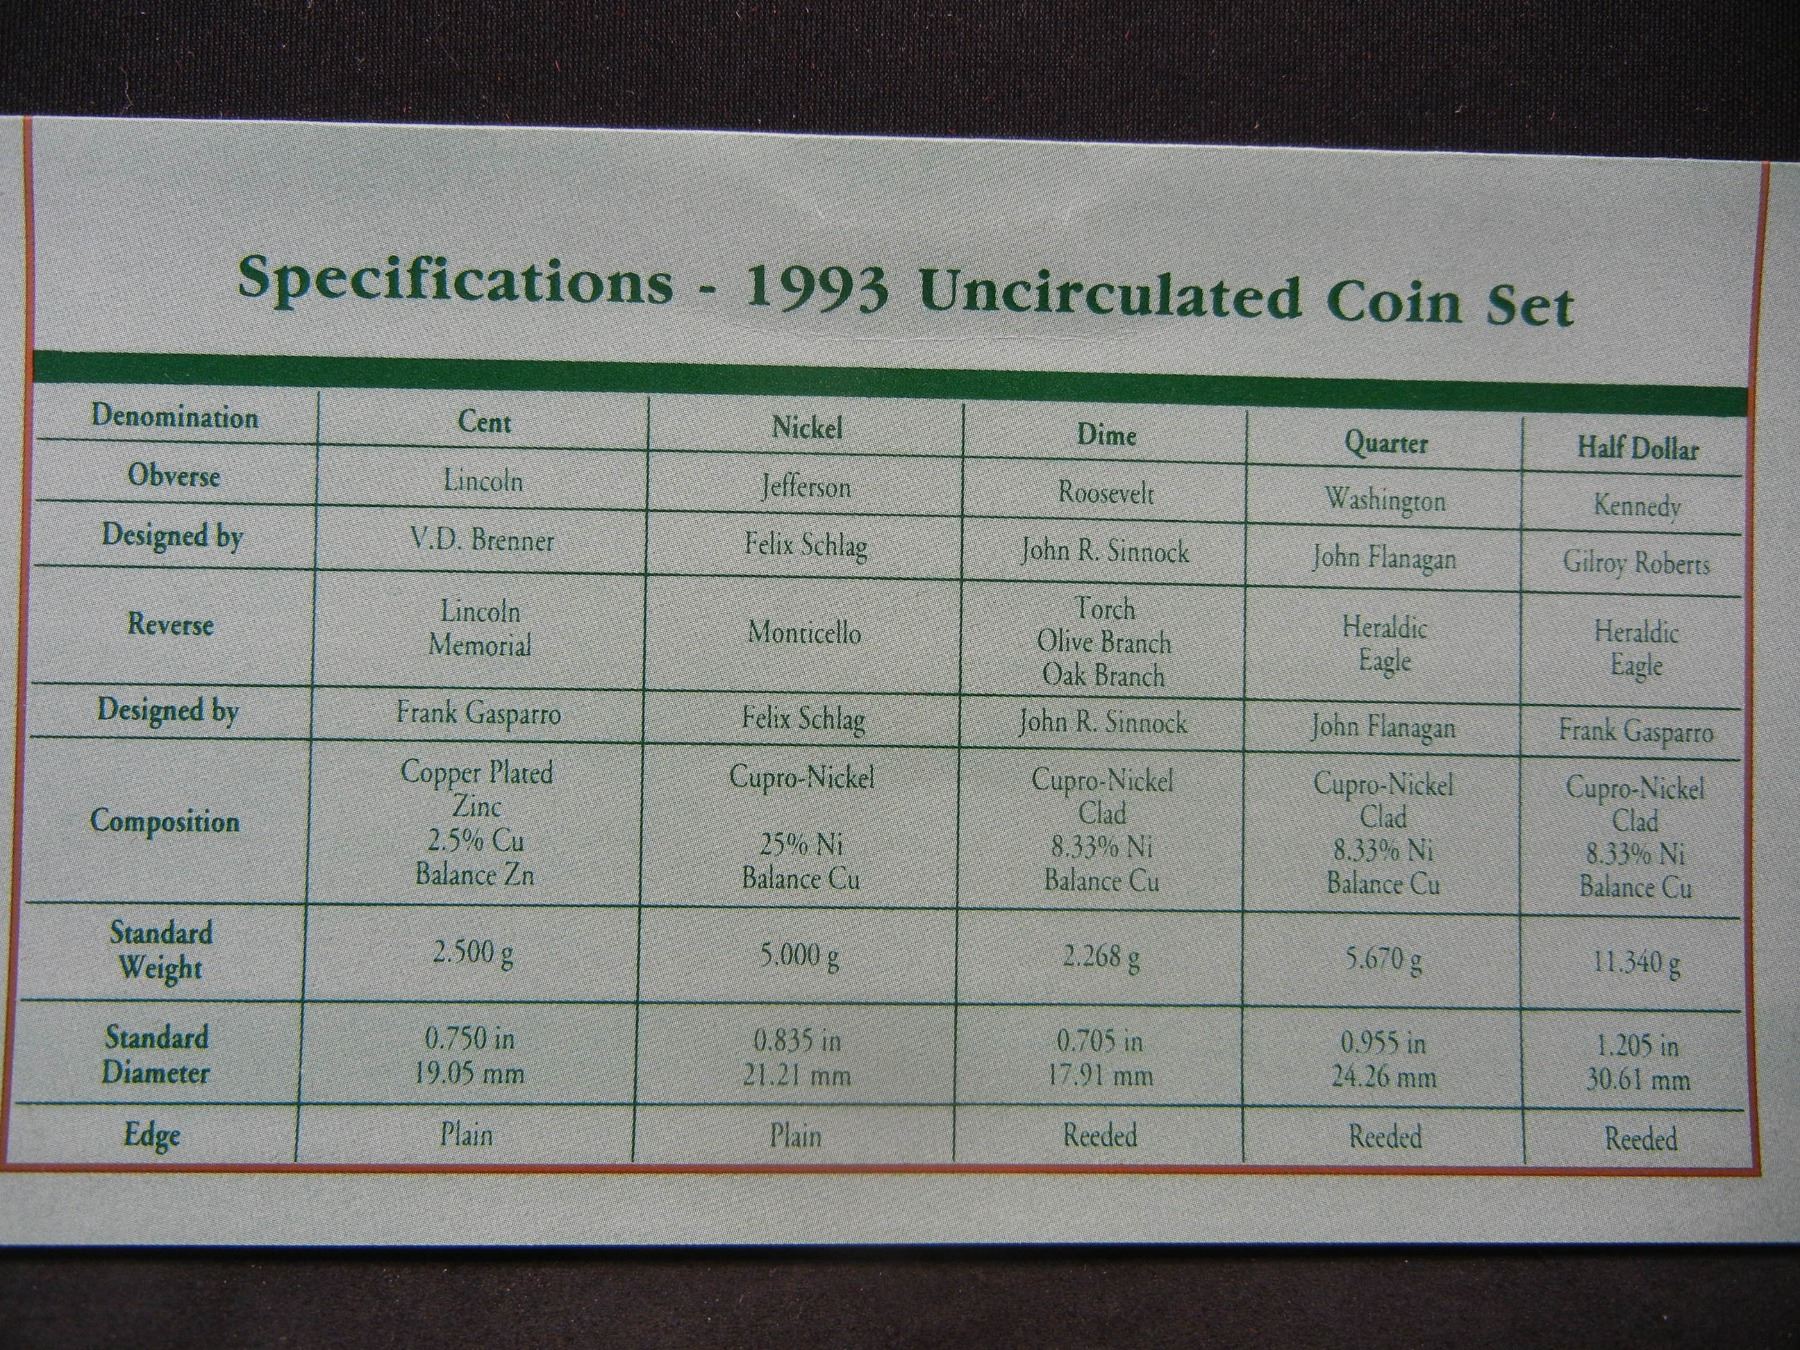 Specifications - 1993 Uncirculated Coin Set
Denomination Cent Nickel Dime Quarter Half Dollar
Obverse Lincoln Jefferson Roosevelt Washington Kennedy
Designed by V.D. Brenner Felix Schlag John R. Sinnock John Flanagan Gilroy Roberts
Reverse Lincoln Memorial Monticello Torch Olive Branch Oak Branch Heraldic Eagle Heraldic Eagle
Designed by Frank Gasparro Felix Schlag John R. Sinnock John Flanagan Frank Gasparro
Composition Copper Plated Zinc 2.5% Cu Balance Zn Cupro-Nickel 25% Ni Balance Cu Cupro-Nickel Clad 8.33% Ni Balance Cu Cupro-Nickel Clad 8.33% Ni Balance Cu Cupro-Nickel Clad 8.33% Ni Balance Cu
Standard Weight 2.500 g 5.000 g 2.268 g 5.670 g 11.340 g
Standard Diameter 0.750 in 19.05 mm 0.835 in 21.21 mm 0.705 in 17.91 mm 0.955 in 24.26 mm 1.205 in 30.61 mm
Edge Plain Plain Reeded Reeded Reeded